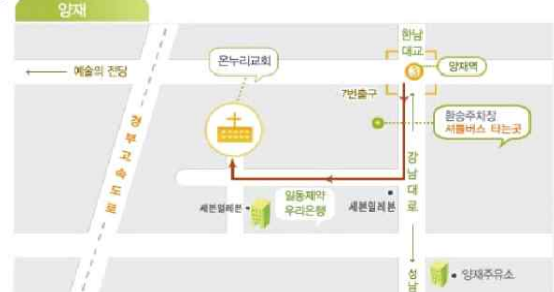 양재
한남
대교
← 예술의 전당
온누리교회
3
양재역
7번출구
환승주차장
셔틀버스 타는곳
경부고속도로
강남대로
일동제약
우리은행
세븐일레븐
세븐일레븐
성남
양재주유소